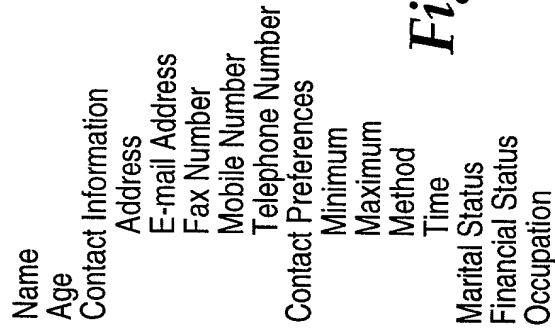 Name
Age
Contact Information
Address
E-mail Address
Fax Number
Mobile Number
Telephone Number
Contact Preferences
Minimum
Maximum
Method
Time
Marital Status
Financial Status
Occupation